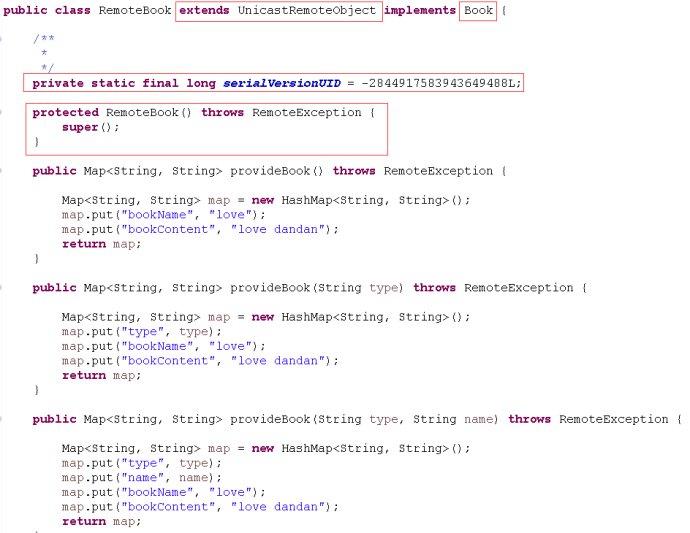 public class RemoteBook extends UnicastRemoteObject implements Book {
/**
*
*/
private static final long serialVersionUID = -2844917583943649488L;
protected RemoteBook() throws RemoteException {
super();
}
public Map<String, String> provideBook() throws RemoteException {
Map<String, String> map = new HashMap<String, String>();
map.put("bookName", "love");
map.put("bookContent", "love dandan");
return map;
}
public Map<String, String> provideBook(String type) throws RemoteException {
Map<String, String> map = new HashMap<String, String>();
map.put("type", type);
map.put("bookName", "love");
map.put("bookContent", "love dandan");
return map;
}
public Map<String, String> provideBook(String type, String name) throws RemoteException {
Map<String, String> map = new HashMap<String, String>();
map.put("type", type);
map.put("name", name);
map.put("bookName", "love");
map.put("bookContent", "love dandan");
return map;